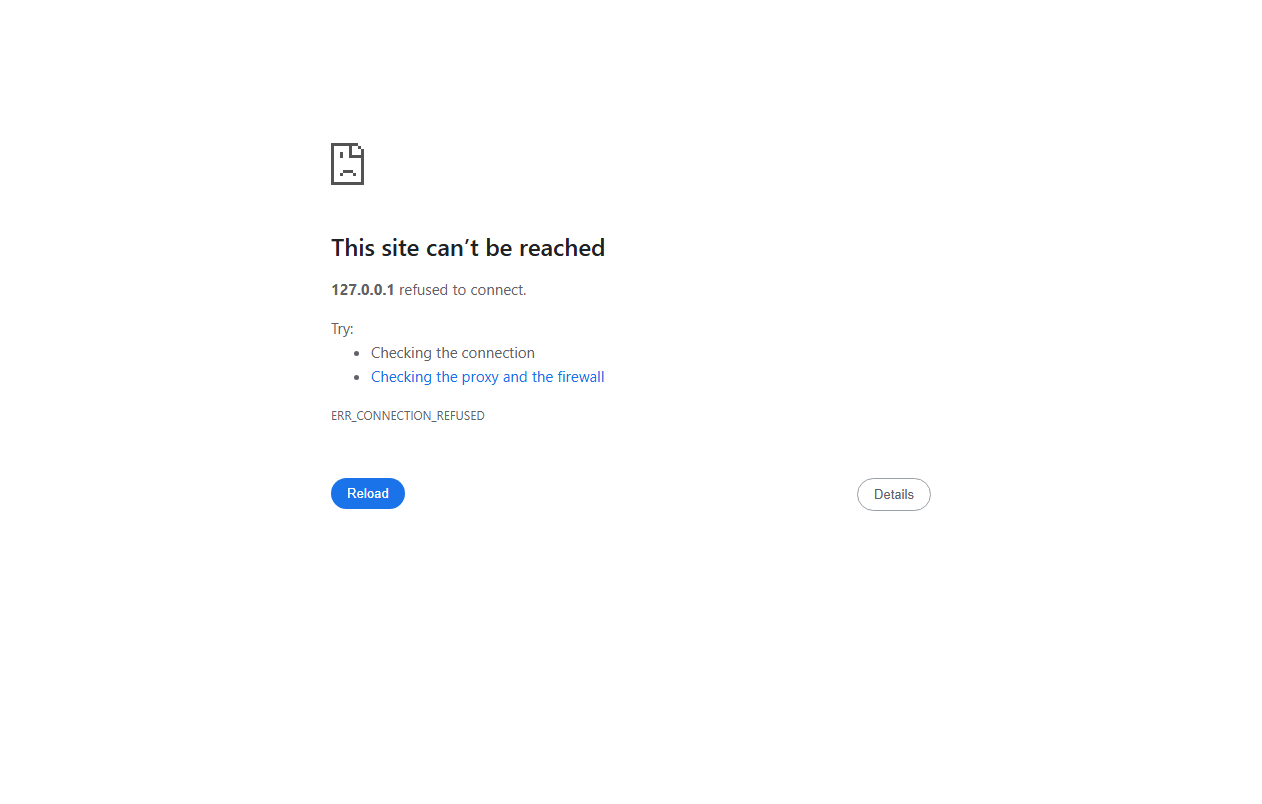 This site can’t be reached
127.0.0.1 refused to connect.
Try:
Checking the connection
Checking the proxy and the firewall
ERR_CONNECTION_REFUSED
Reload
Details